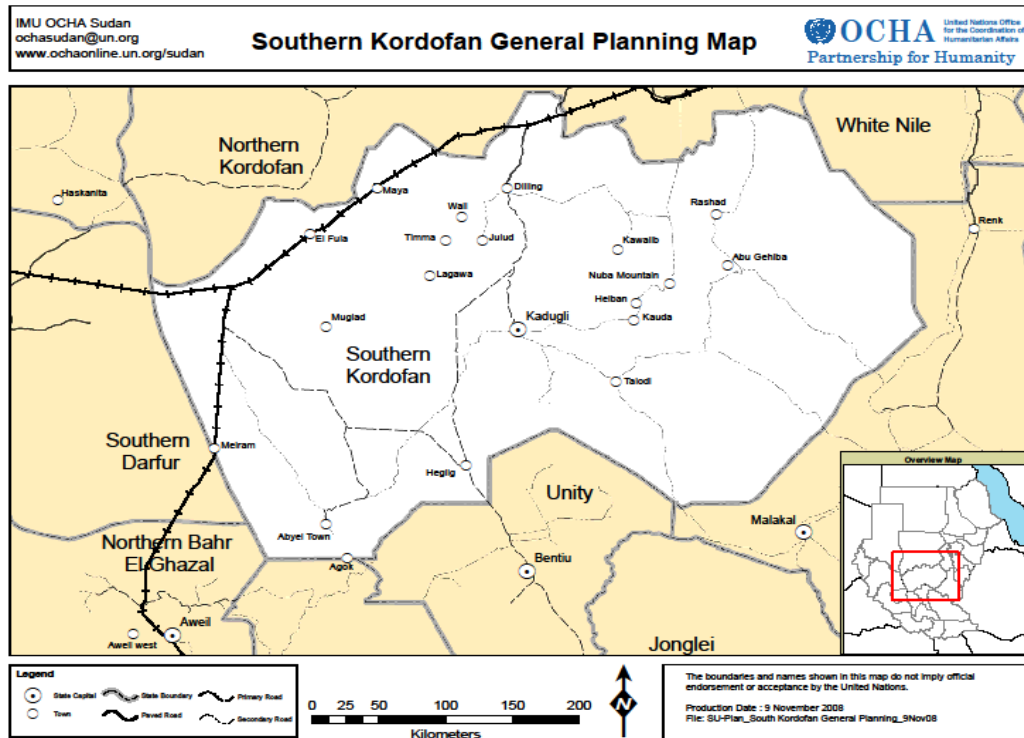 IMU OCHA Sudan
ochasudan@un.org
www.ochaonline.un.org/sudan
Southern Kordofan General Planning Map
OCHA
United Nations Office
for the Coordination of
Humanitarian Affairs
Partnership for Humanity
Northern
Kordofan
White Nile
Haskanita
Maya
Dilling
Rashad
Wali
Renk
El Fula
Timma
Julud
Kawalib
Abu Gehiba
Lagawa
Nuba Mountain
Heiban
Muglad
Kadugli
Kauda
Southern
Kordofan
Talodi
Southern
Darfur
Meiram
Heglig
Overview Map
Unity
Malakal
Abyei Town
Northern Bahr
El Ghazal
Agok
Bentiu
Aweil
Aweil west
Jonglei
Legend
State Capital
State Boundary
Primary Road
Town
Paved Road
Secondary Road
0 25 50 100 150 200
Kilometers
N
The boundaries and names shown in this map do not imply official
endorsement or acceptance by the United Nations.
Production Date : 9 November 2008
File: SU-Plan_South Kordofan General Planning_9Nov08